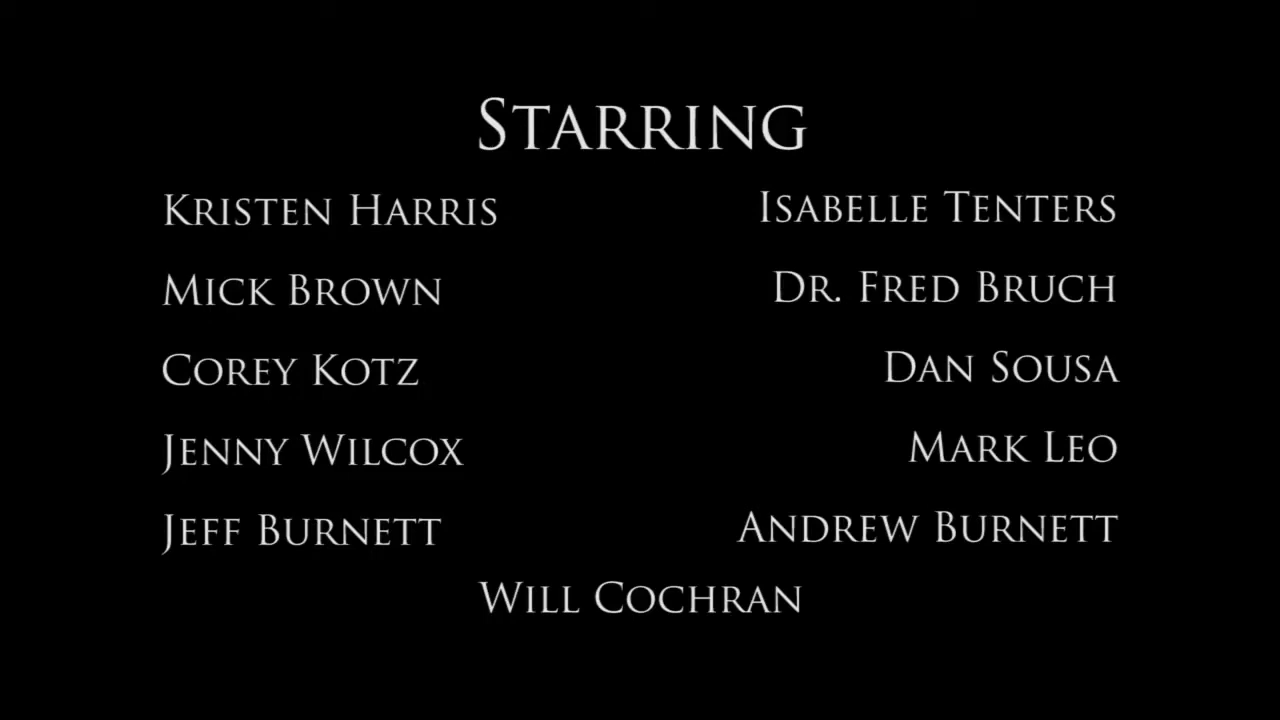 STARRING
KRISTEN HARRIS
ISABELLE TENTERS
MICK BROWN
DR. FRED BRUCH
COREY KOTZ
DAN SOUSA
JENNY WILCOX
MARK LEO
JEFF BURNETT
ANDREW BURNETT
WILL COCHRAN